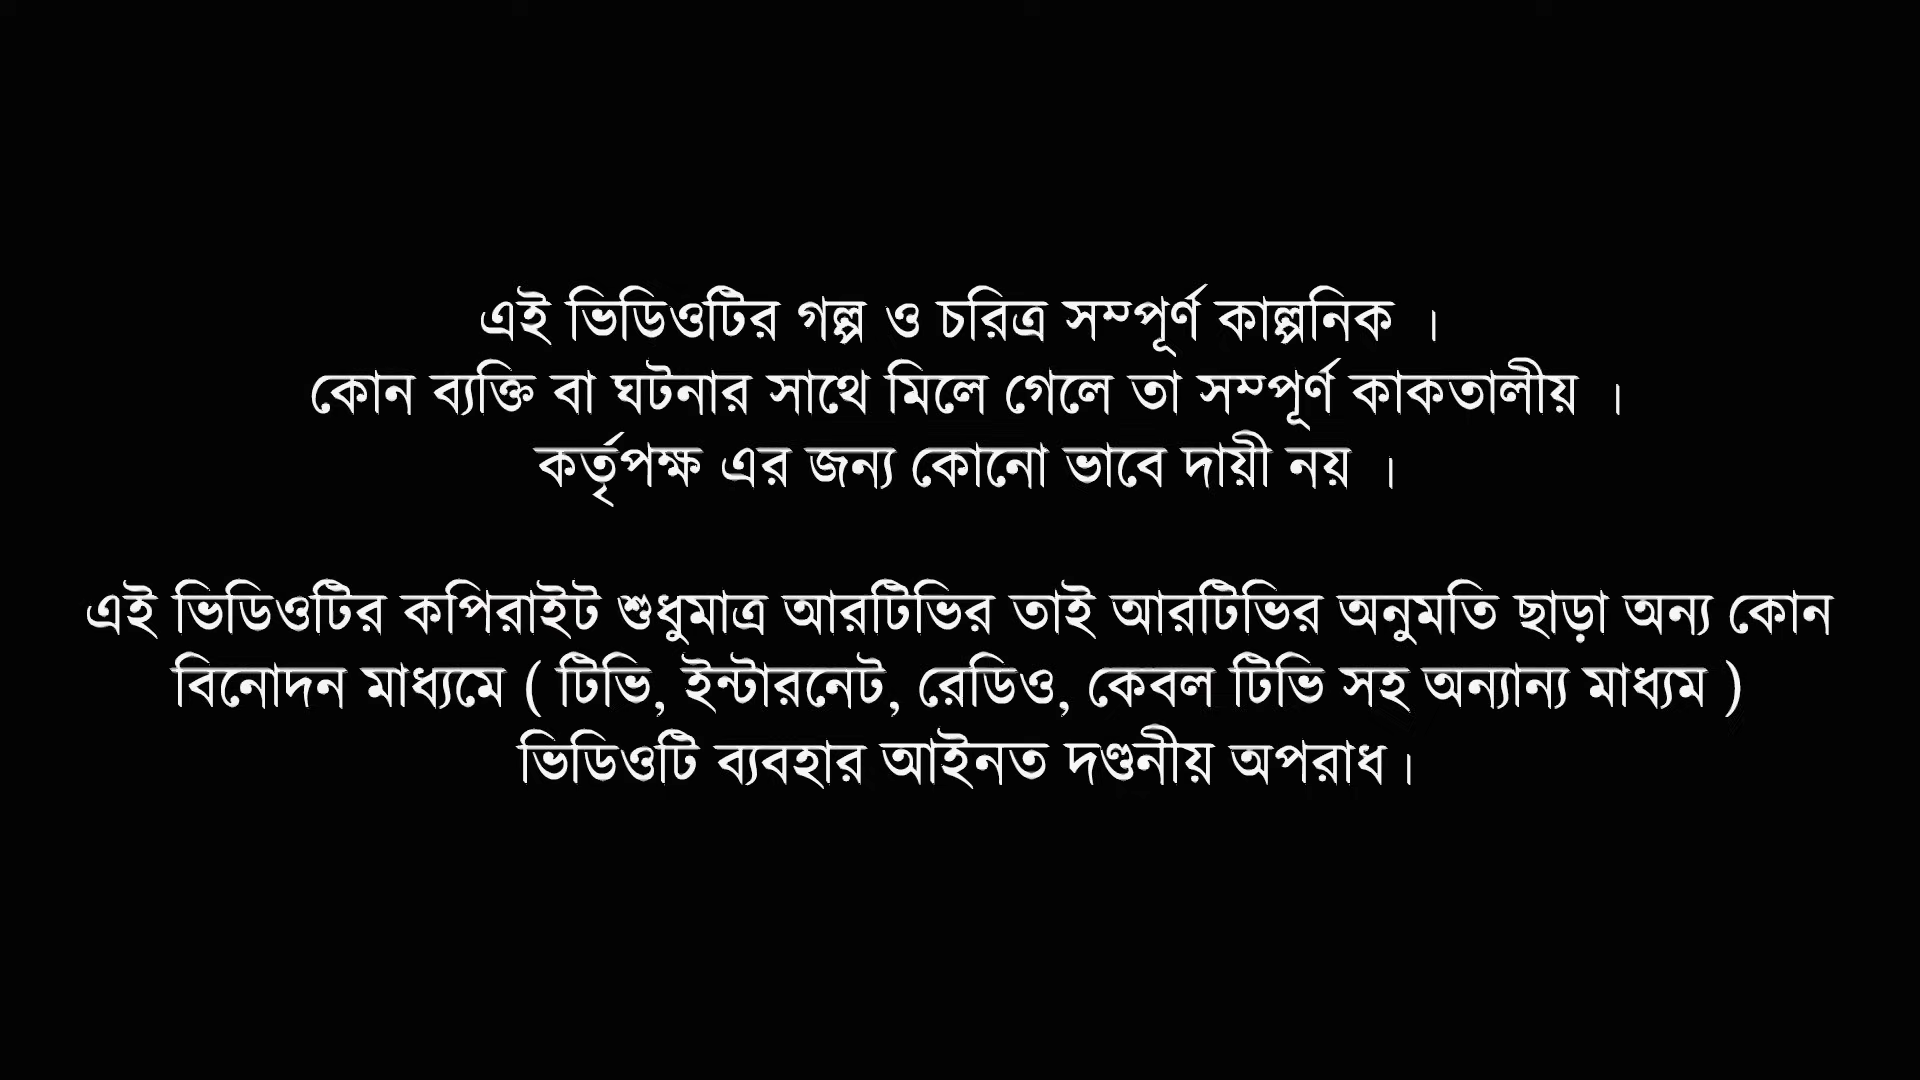 এই ভিডিওটির গল্প ও চরিত্র সম্পূর্ণ কাল্পনিক ।
কোন ব্যক্তি বা ঘটনার সাথে মিলে গেলে তা সম্পূর্ণ কাকতালীয় ।
কর্তৃপক্ষ এর জন্য কোনো ভাবে দায়ী নয় ।
এই ভিডিওটির কপিরাইট শুধুমাত্র আরটিভির তাই আরটিভির অনুমতি ছাড়া অন্য কোন
বিনোদন মাধ্যমে ( টিভি, ইন্টারনেট, রেডিও, কেবল টিভি সহ অন্যান্য মাধ্যম )
ভিডিওটি ব্যবহার আইনত দণ্ডনীয় অপরাধ।